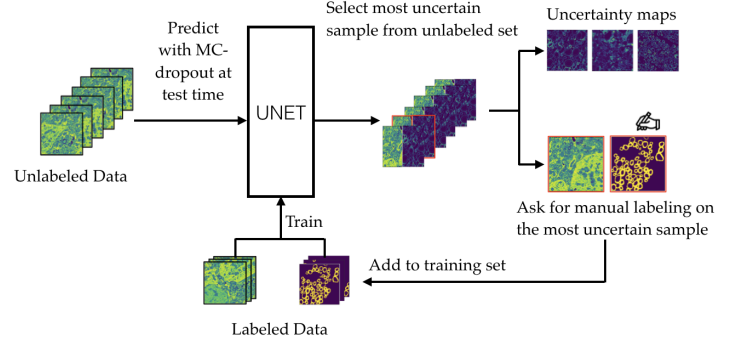 Predict
with MC-
dropout at
test time
Select most uncertain
sample from unlabeled set
Uncertainty maps
UNET
Unlabeled Data
Train
Ask for manual labeling on
the most uncertain sample
Add to training set
Labeled Data